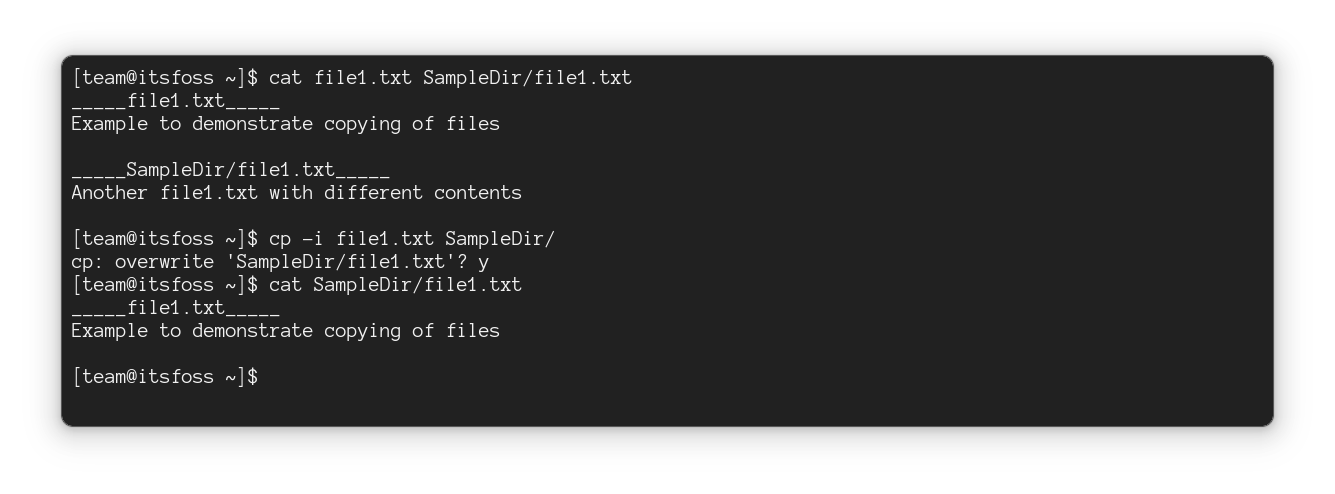 [team@itsfoss ~]$ cat file1.txt SampleDir/file1.txt
_____file1.txt_____
Example to demonstrate copying of files

_____SampleDir/file1.txt_____
Another file1.txt with different contents

[team@itsfoss ~]$ cp -i file1.txt SampleDir/
cp: overwrite 'SampleDir/file1.txt'? y
[team@itsfoss ~]$ cat SampleDir/file1.txt
_____file1.txt_____
Example to demonstrate copying of files

[team@itsfoss ~]$